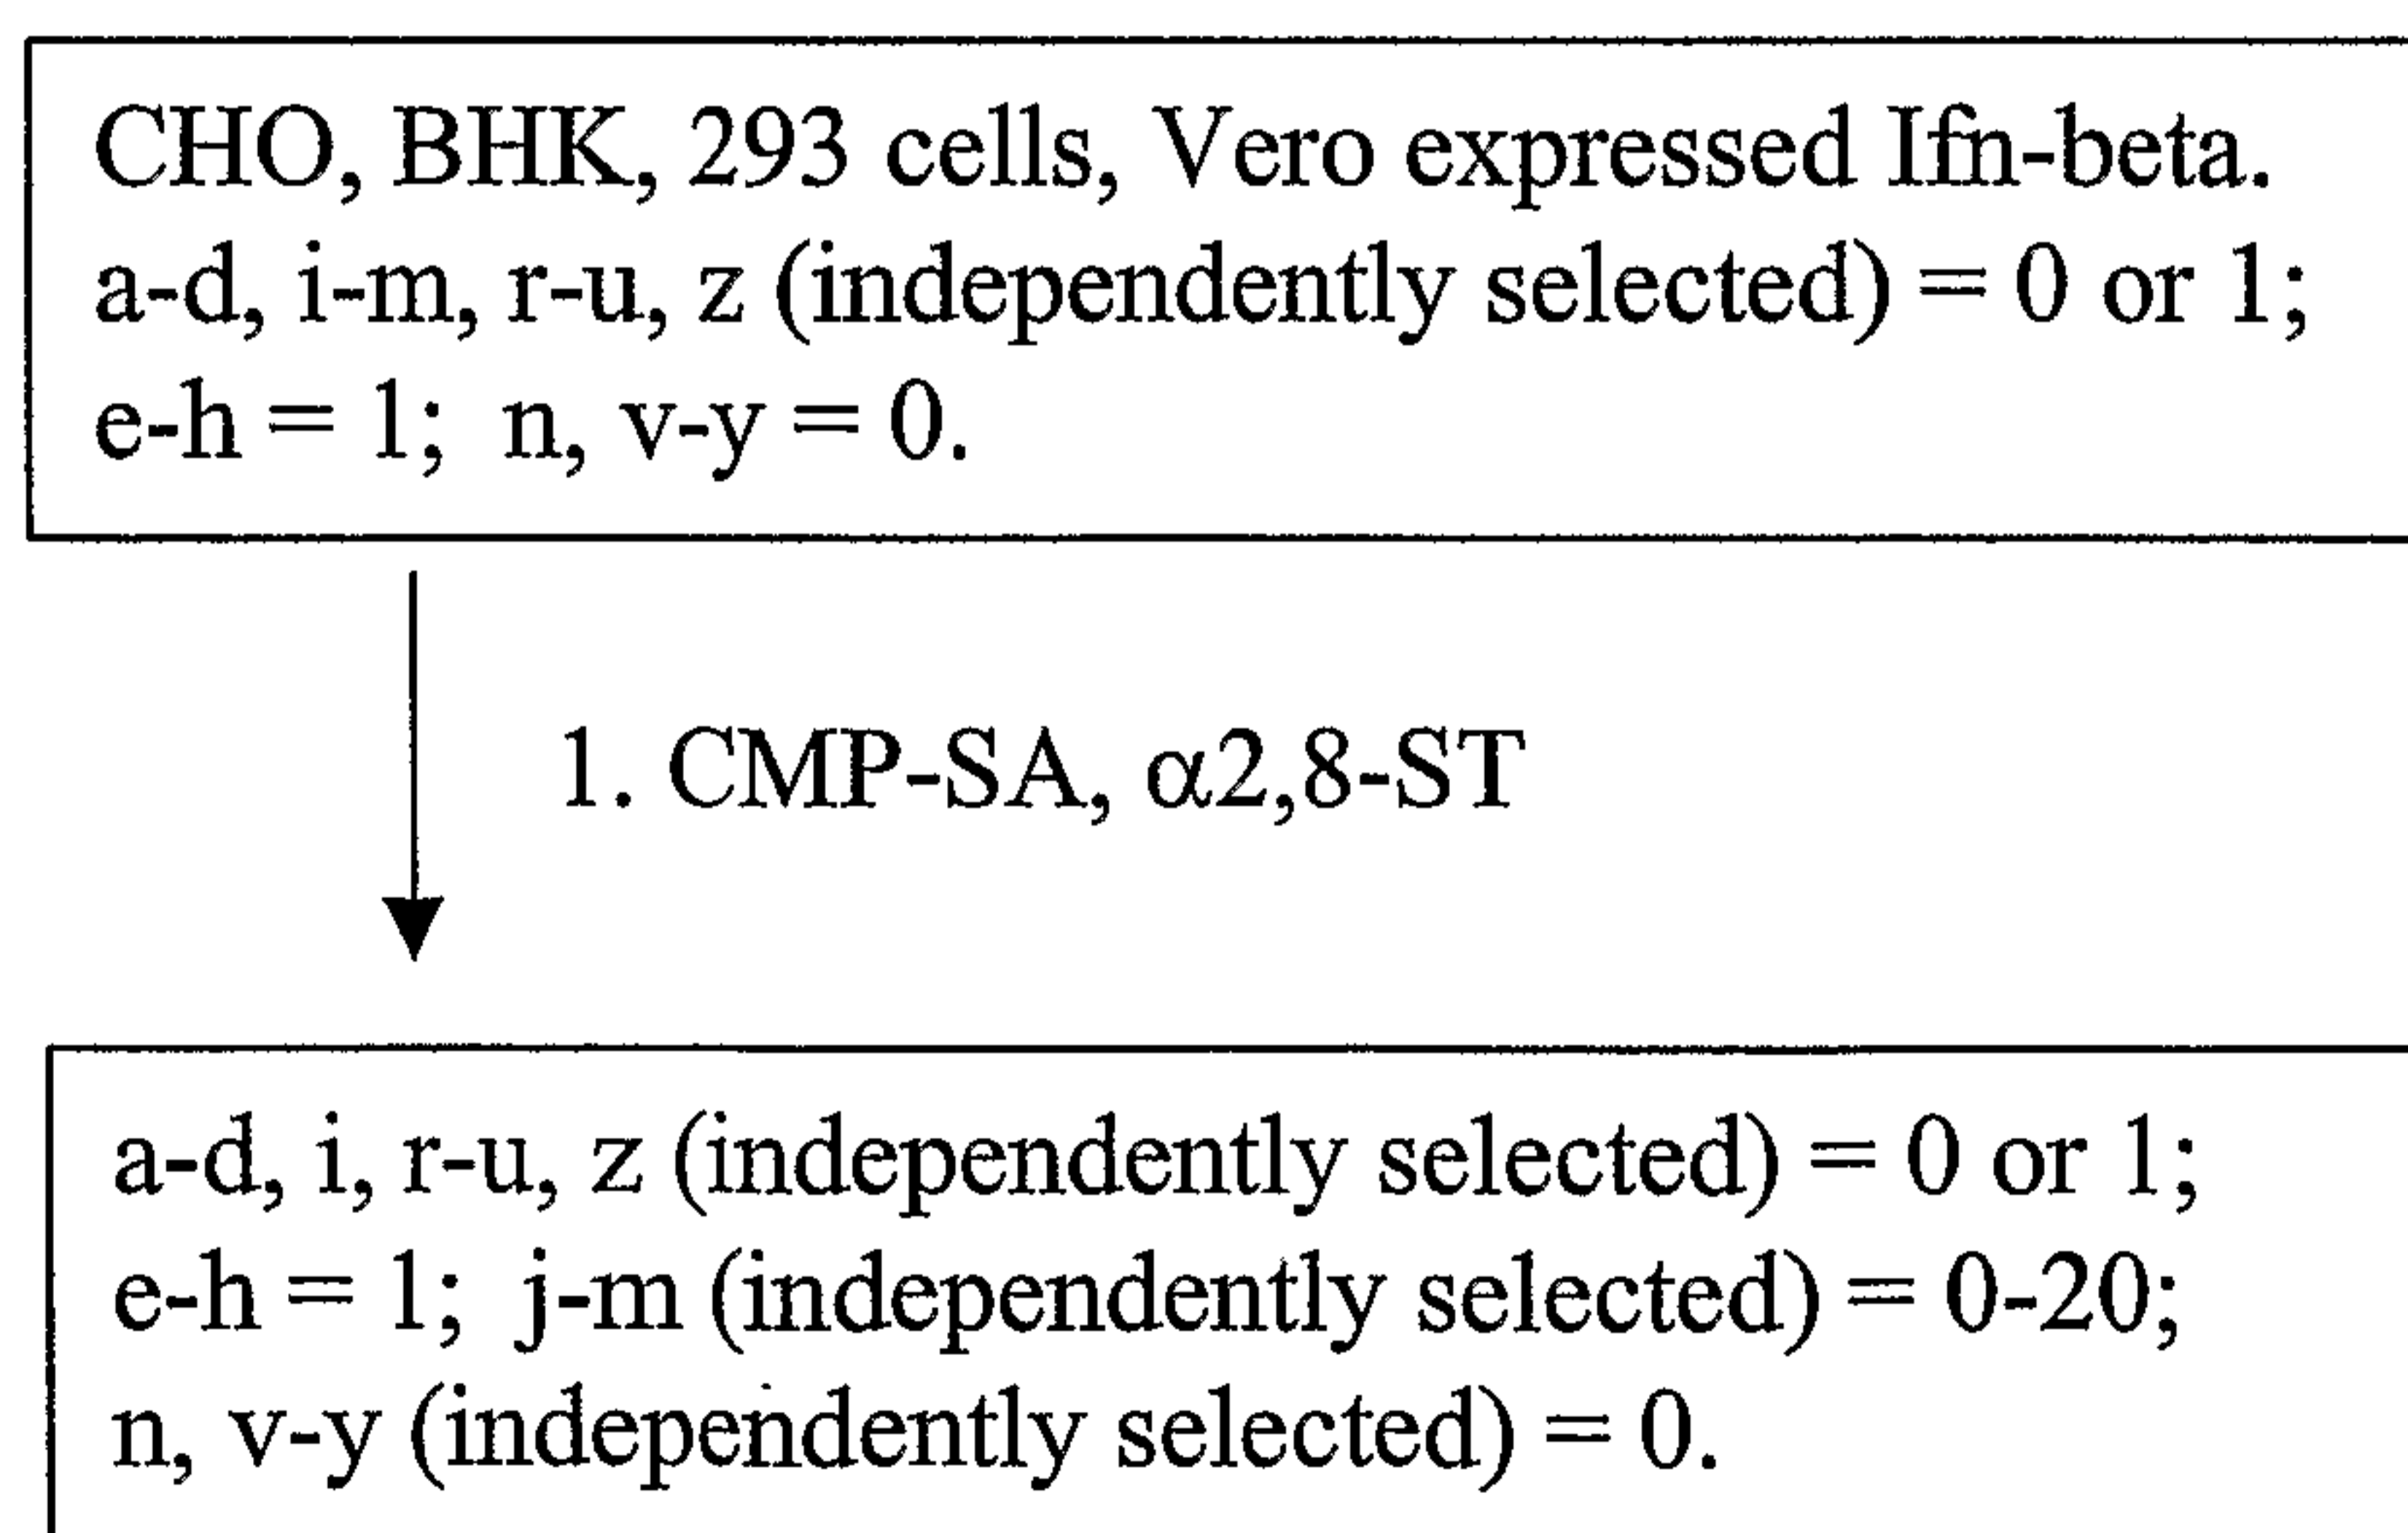 CHO, BHK, 293 cells, Vero expressed Ifn-beta.
a-d, i-m, r-u, z (independently selected) = 0 or 1;
e-h = 1; n, v-y = 0.
1. CMP-SA, α2,8-ST
a-d, i, r-u, z (independently selected) = 0 or 1;
e-h = 1; j-m (independently selected) = 0-20;
n, v-y (independently selected) = 0.